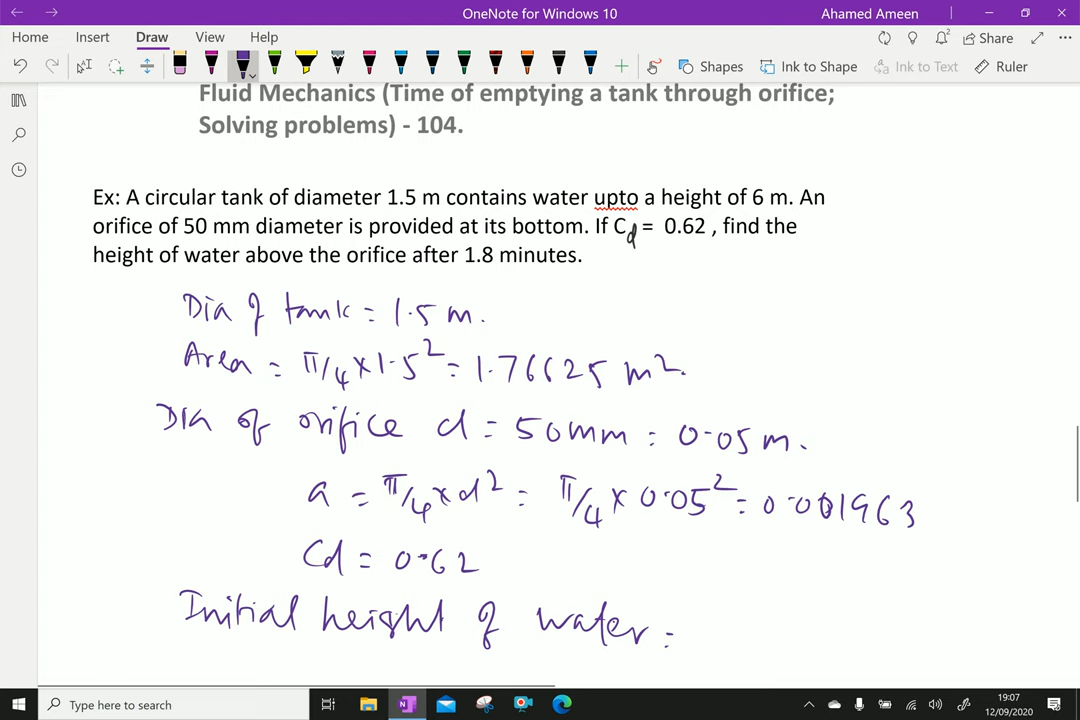 OneNote for Windows 10
Ahamed Ameen
Home Insert Draw View Help
Share
Shapes Ink to Shape Ink to Text Ruler
Fluid Mechanics (Time of emptying a tank through orifice;
Solving problems) - 104.
Ex: A circular tank of diameter 1.5 m contains water upto a height of 6 m. An
orifice of 50 mm diameter is provided at its bottom. If Cd = 0.62 , find the
height of water above the orifice after 1.8 minutes.
Dia of tank = 1.5 m.
Area = π/4 × 1.5² = 1.76625 m².
Dia of orifice d = 50mm = 0.05 m.
a = π/4 × d² = π/4 × 0.05² = 0.001963
Cd = 0.62
Initial height of water =
Type here to search
19:07
12/09/2020